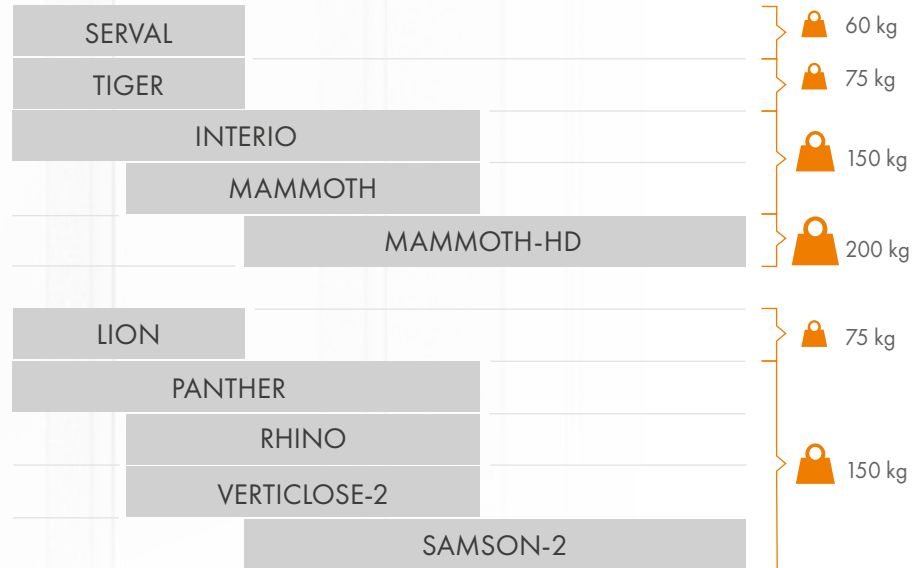 SERVAL
60 kg
TIGER
75 kg
INTERIO
150 kg
MAMMOTH
MAMMOTH-HD
200 kg
LION
75 kg
PANTHER
RHINO
150 kg
VERTICLOSE-2
SAMSON-2